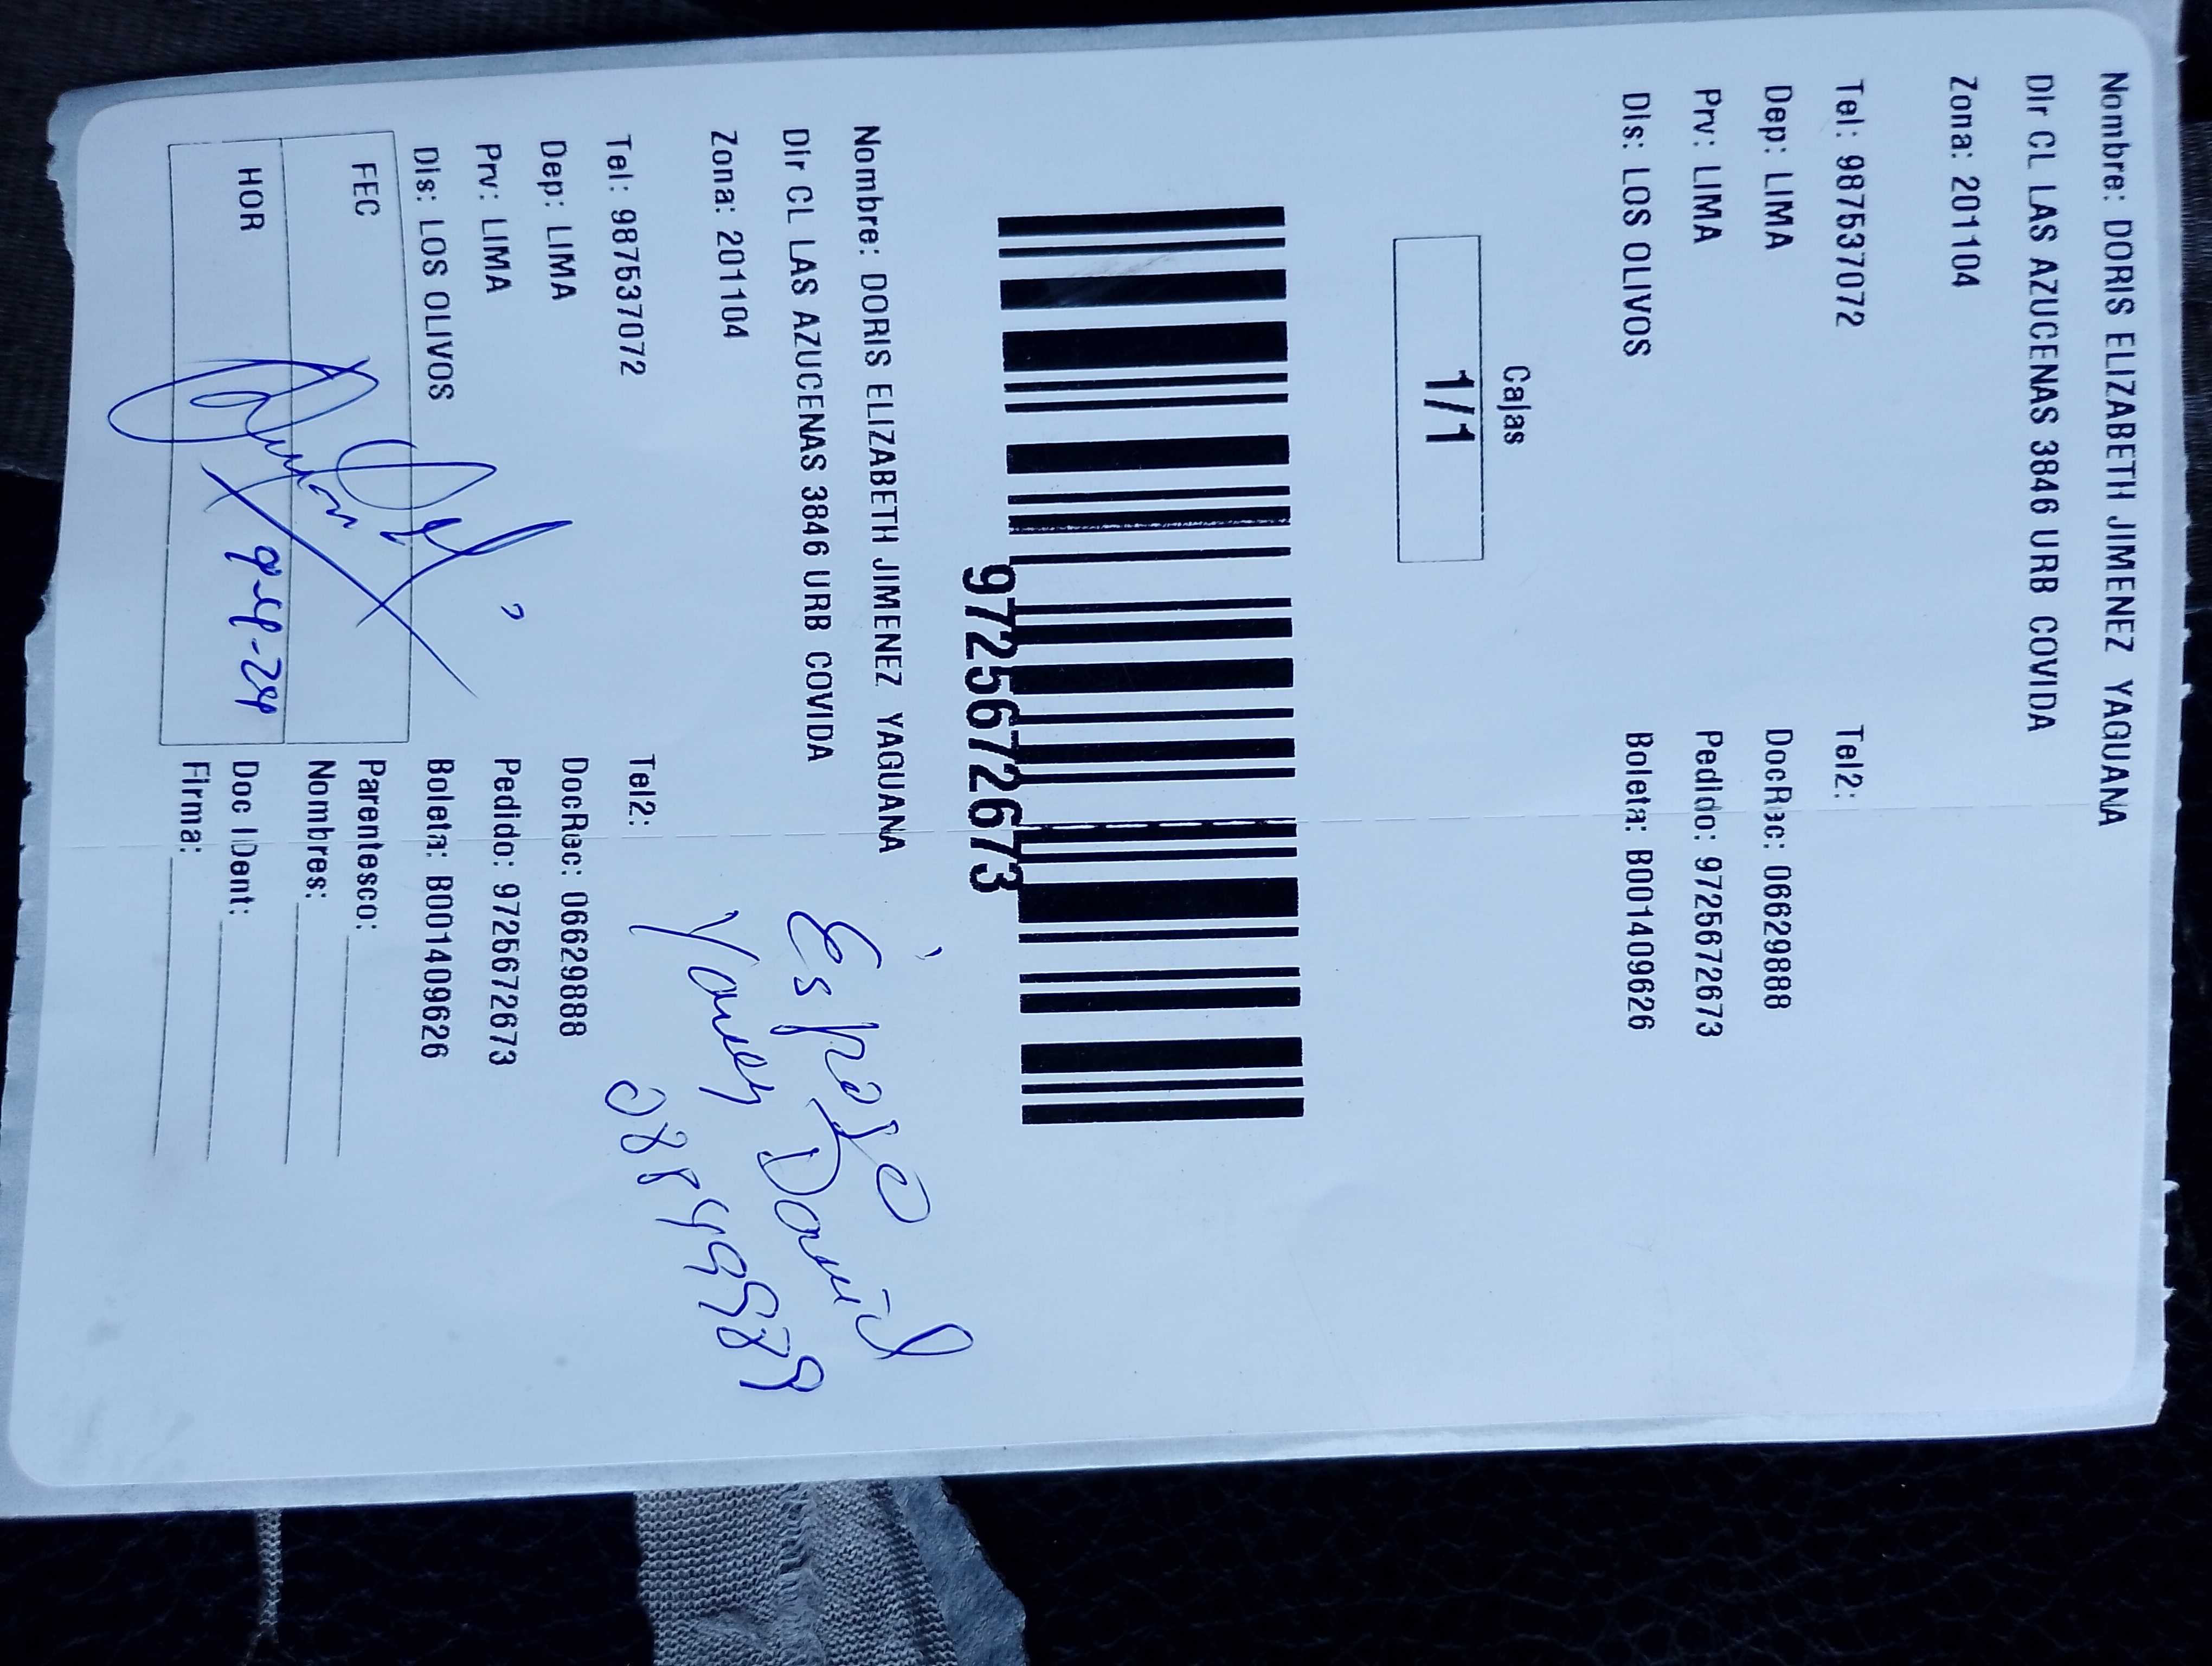 Nombre: DORIS ELIZABETH JIMENEZ YAGUANA
Dir CL LAS AZUCENAS 3846 URB COVIDA
Zona: 201104
Tel: 987537072 Tel2:
Dep: LIMA DocRec: 06629888
Prv: LIMA Pedido: 9725672673
Dis: LOS OLIVOS Boleta: B001409626
Cajas
1/1
9725672673
Nombre: DORIS ELIZABETH JIMENEZ YAGUANA
Dir CL LAS AZUCENAS 3846 URB COVIDA
Zona: 201104
Esposo
David
Tel: 987537072 Tel2:
Dep: LIMA DocRec: 06629888
Prv: LIMA Pedido: 9725672673
Dis: LOS OLIVOS Boleta: B001409626
FEC
Parentesco:
Nombres:
HOR
Doc IDent:
Firma: